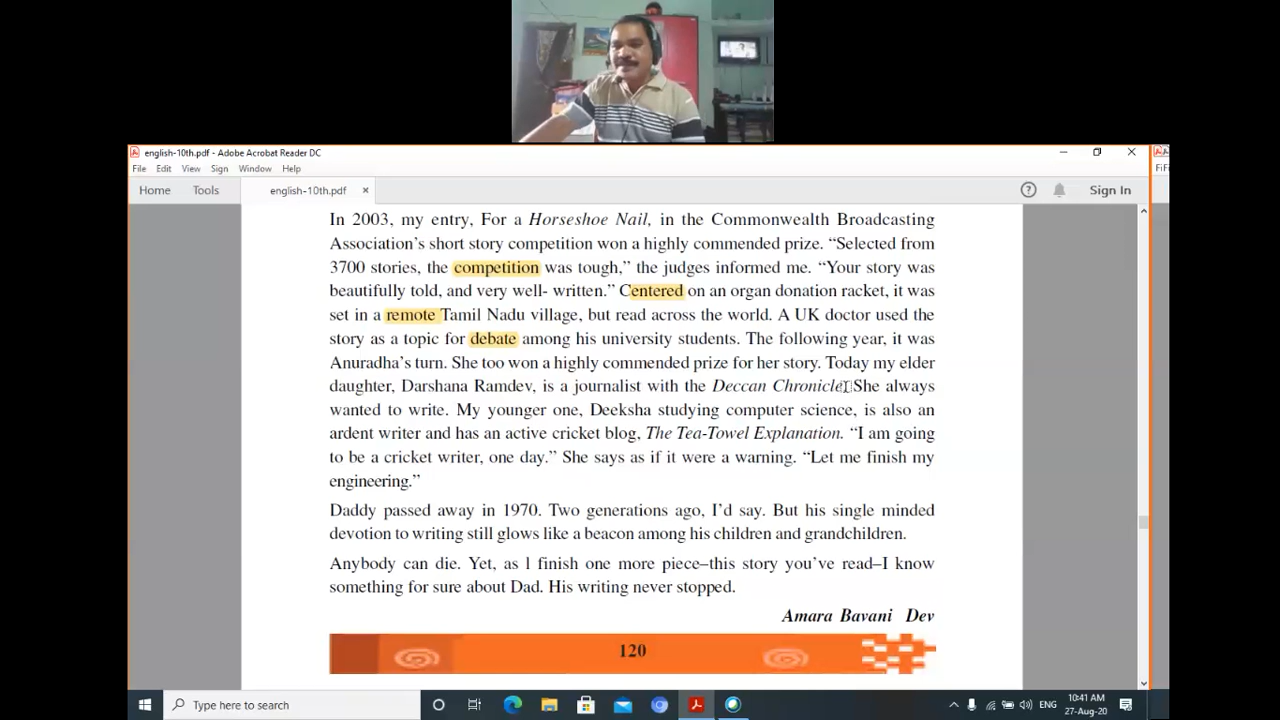 english-10th.pdf - Adobe Acrobat Reader DC
File Edit View Sign Window Help
FiFi
Home Tools english-10th.pdf × Sign In
In 2003, my entry, For a Horseshoe Nail, in the Commonwealth Broadcasting
Association’s short story competition won a highly commended prize. “Selected from
3700 stories, the competition was tough,” the judges informed me. “Your story was
beautifully told, and very well- written.” Centered on an organ donation racket, it was
set in a remote Tamil Nadu village, but read across the world. A UK doctor used the
story as a topic for debate among his university students. The following year, it was
Anuradha’s turn. She too won a highly commended prize for her story. Today my elder
daughter, Darshana Ramdev, is a journalist with the Deccan Chronicle. She always
wanted to write. My younger one, Deeksha studying computer science, is also an
ardent writer and has an active cricket blog, The Tea-Towel Explanation. “I am going
to be a cricket writer, one day.” She says as if it were a warning. “Let me finish my
engineering.”
Daddy passed away in 1970. Two generations ago, I’d say. But his single minded
devotion to writing still glows like a beacon among his children and grandchildren.
Anybody can die. Yet, as l finish one more piece–this story you’ve read–I know
something for sure about Dad. His writing never stopped.
Amara Bavani Dev
120
Type here to search
ENG
10:41 AM
27-Aug-20